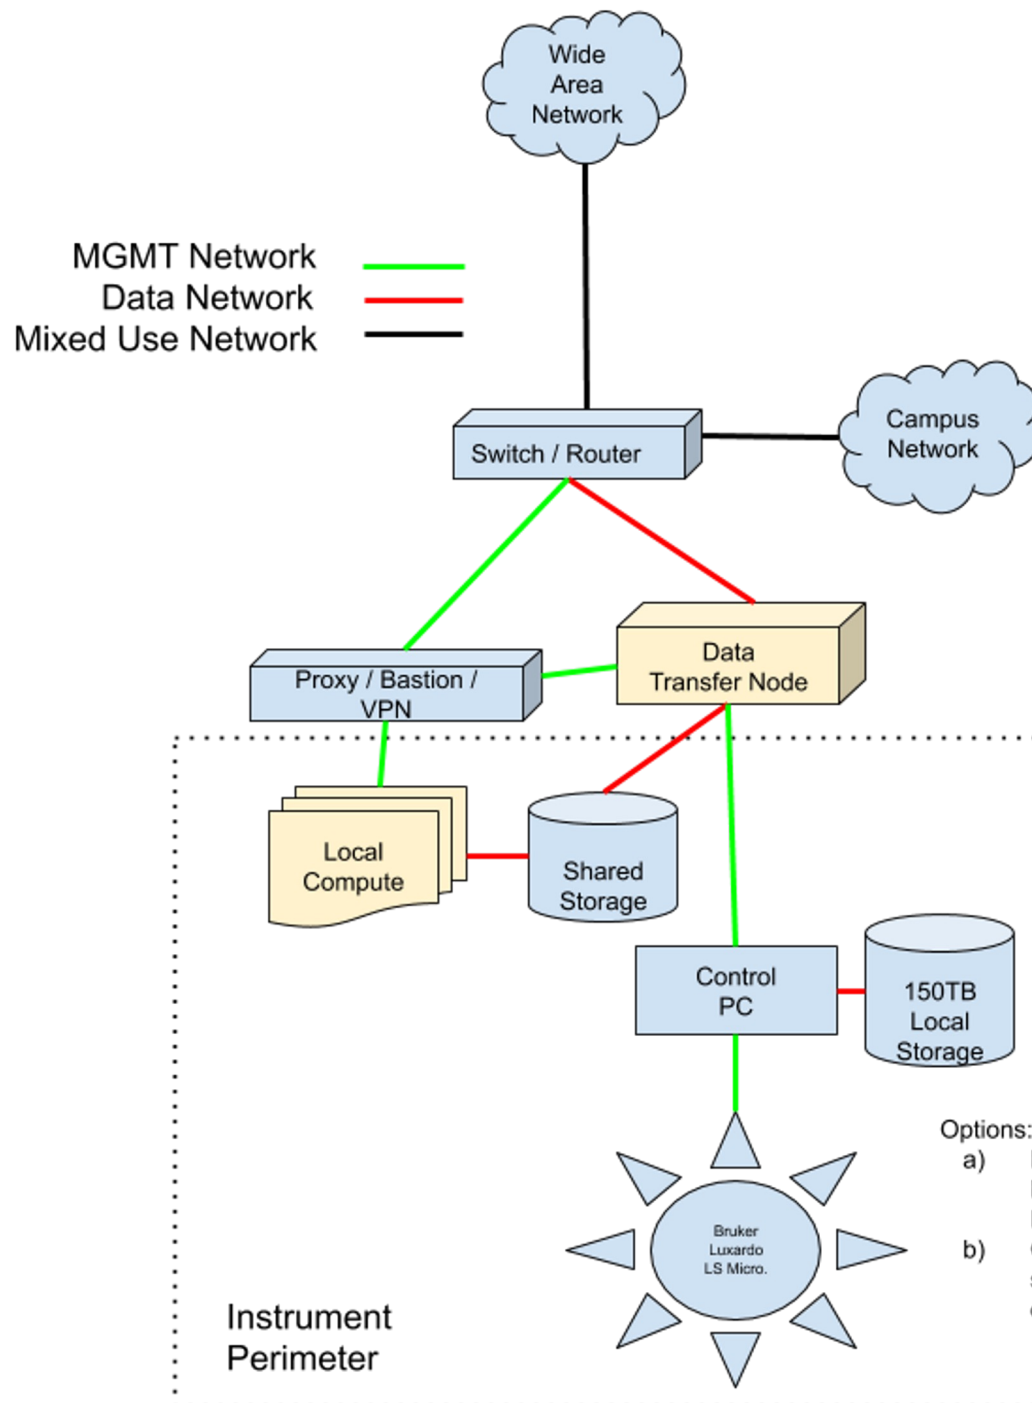 Wide
Area
Network
MGMT Network
Data Network
Mixed Use Network
Campus
Network
Switch / Router
Data
Transfer Node
Proxy / Bastion /
VPN
Local
Compute
Shared
Storage
Control
PC
150TB
Local
Storage
Options:
a)
b)
Bruker
Luxardo
LS Micro.
Instrument
Perimeter